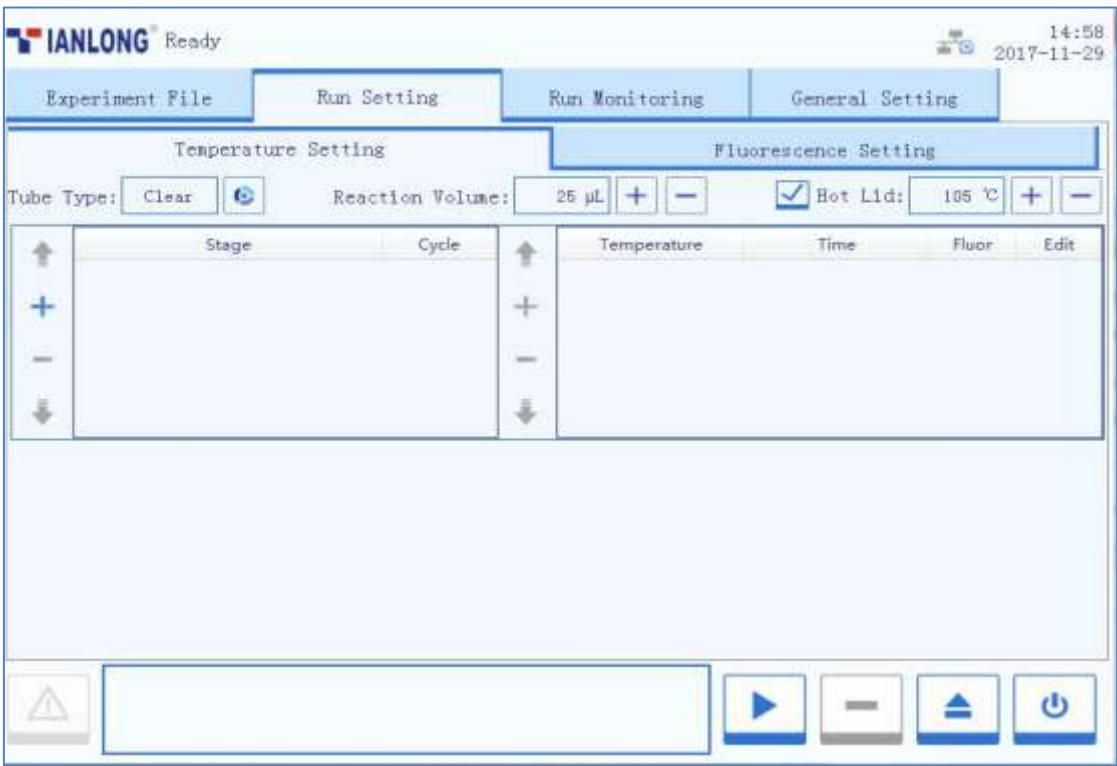 TIANLONG® Ready 14:58
2017-11-29
Experiment File Run Setting Run Monitoring General Setting
Temperature Setting Fluorescence Setting
Tube Type: Clear Reaction Volume: 25 µL + − Hot Lid: 105 ℃ + −
Stage Cycle Temperature Time Fluor Edit